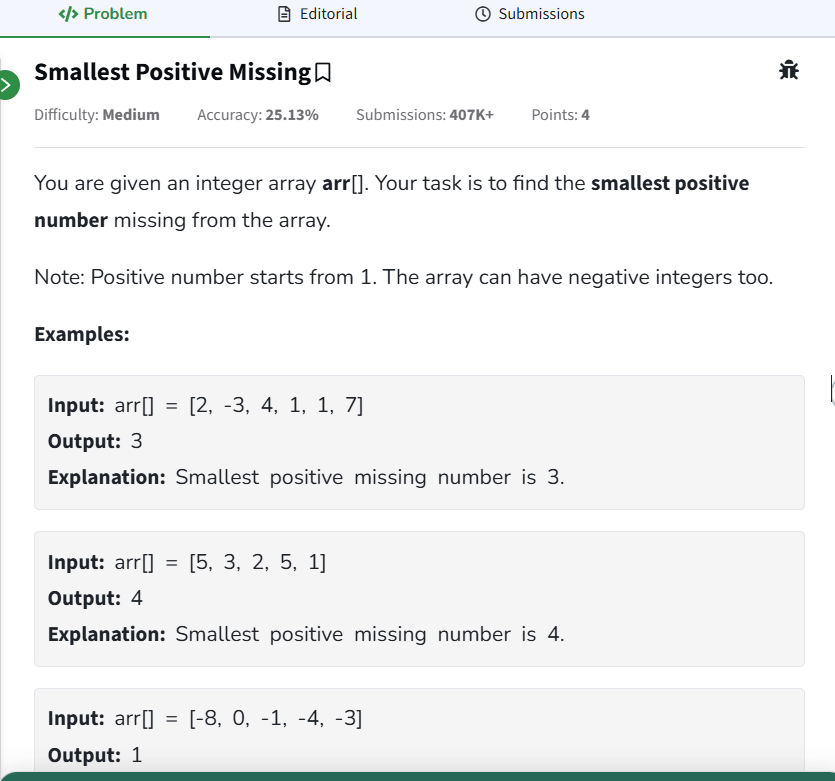 </> Problem
Editorial
Submissions
Smallest Positive Missing
Difficulty: Medium Accuracy: 25.13% Submissions: 407K+ Points: 4
You are given an integer array arr[]. Your task is to find the smallest positive
number missing from the array.
Note: Positive number starts from 1. The array can have negative integers too.
Examples:
Input: arr[] = [2, -3, 4, 1, 1, 7]
Output: 3
Explanation: Smallest positive missing number is 3.
Input: arr[] = [5, 3, 2, 5, 1]
Output: 4
Explanation: Smallest positive missing number is 4.
Input: arr[] = [-8, 0, -1, -4, -3]
Output: 1